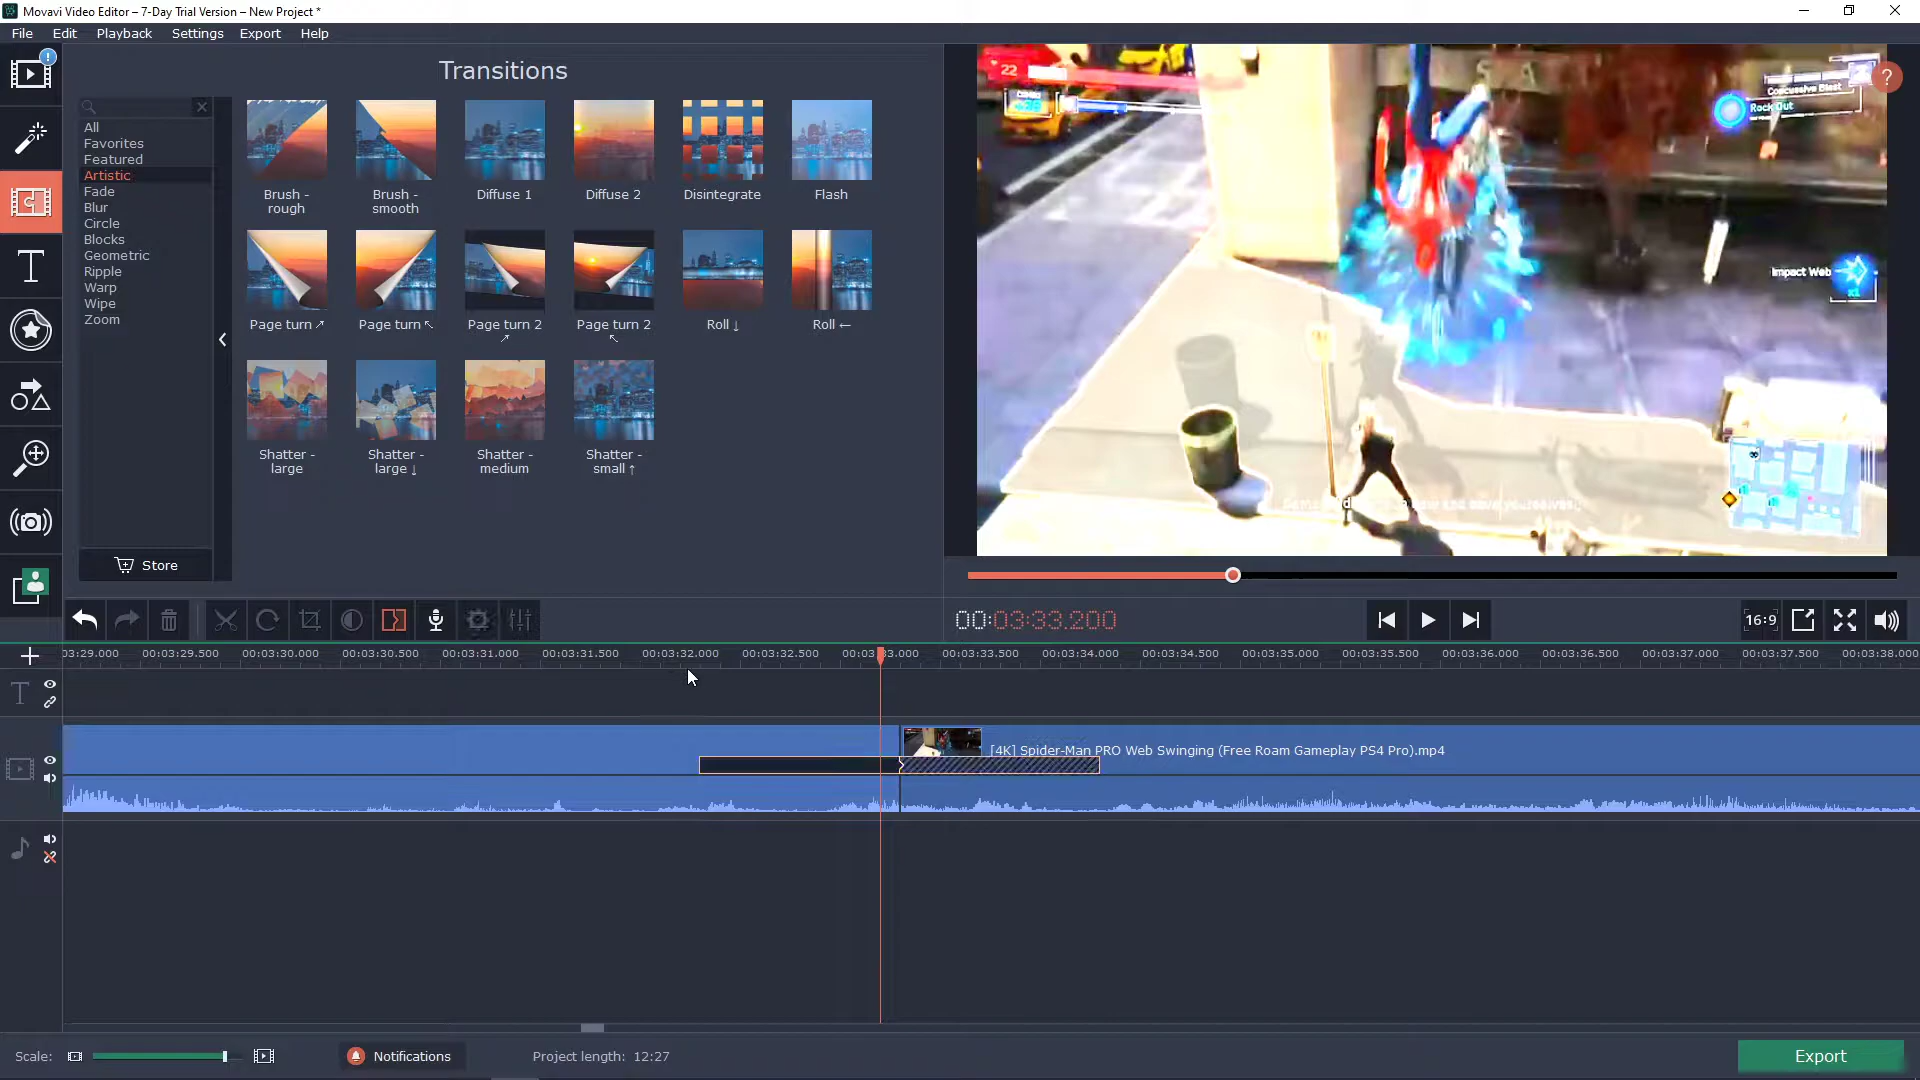 Movavi Video Editor – 7-Day Trial Version – New Project *
File Edit Playback Settings Export Help
Transitions
All
Favorites
Featured
Artistic
Fade
Blur
Circle
Blocks
Geometric
Ripple
Warp
Wipe
Zoom
Store
Brush -
rough
Brush -
smooth
Diffuse 1
Diffuse 2
Disintegrate
Flash
Page turn ↗
Page turn ↖
Page turn 2
↗
Page turn 2
↖
Roll ↓
Roll ←
Shatter -
large
Shatter -
large ↓
Shatter -
medium
Shatter -
small ↑
22
Concussive Blast
Rock Out
Impact Web
x1
?
00:03:33.200
16:9
03:29.000 00:03:29.500 00:03:30.000 00:03:30.500 00:03:31.000 00:03:31.500 00:03:32.000 00:03:32.500 00:03:33.000 00:03:33.500 00:03:34.000 00:03:34.500 00:03:35.000 00:03:35.500 00:03:36.000 00:03:36.500 00:03:37.000 00:03:37.500 00:03:38.000
[4K] Spider-Man PRO Web Swinging (Free Roam Gameplay PS4 Pro).mp4
Scale:
Notifications
Project length: 12:27
Export